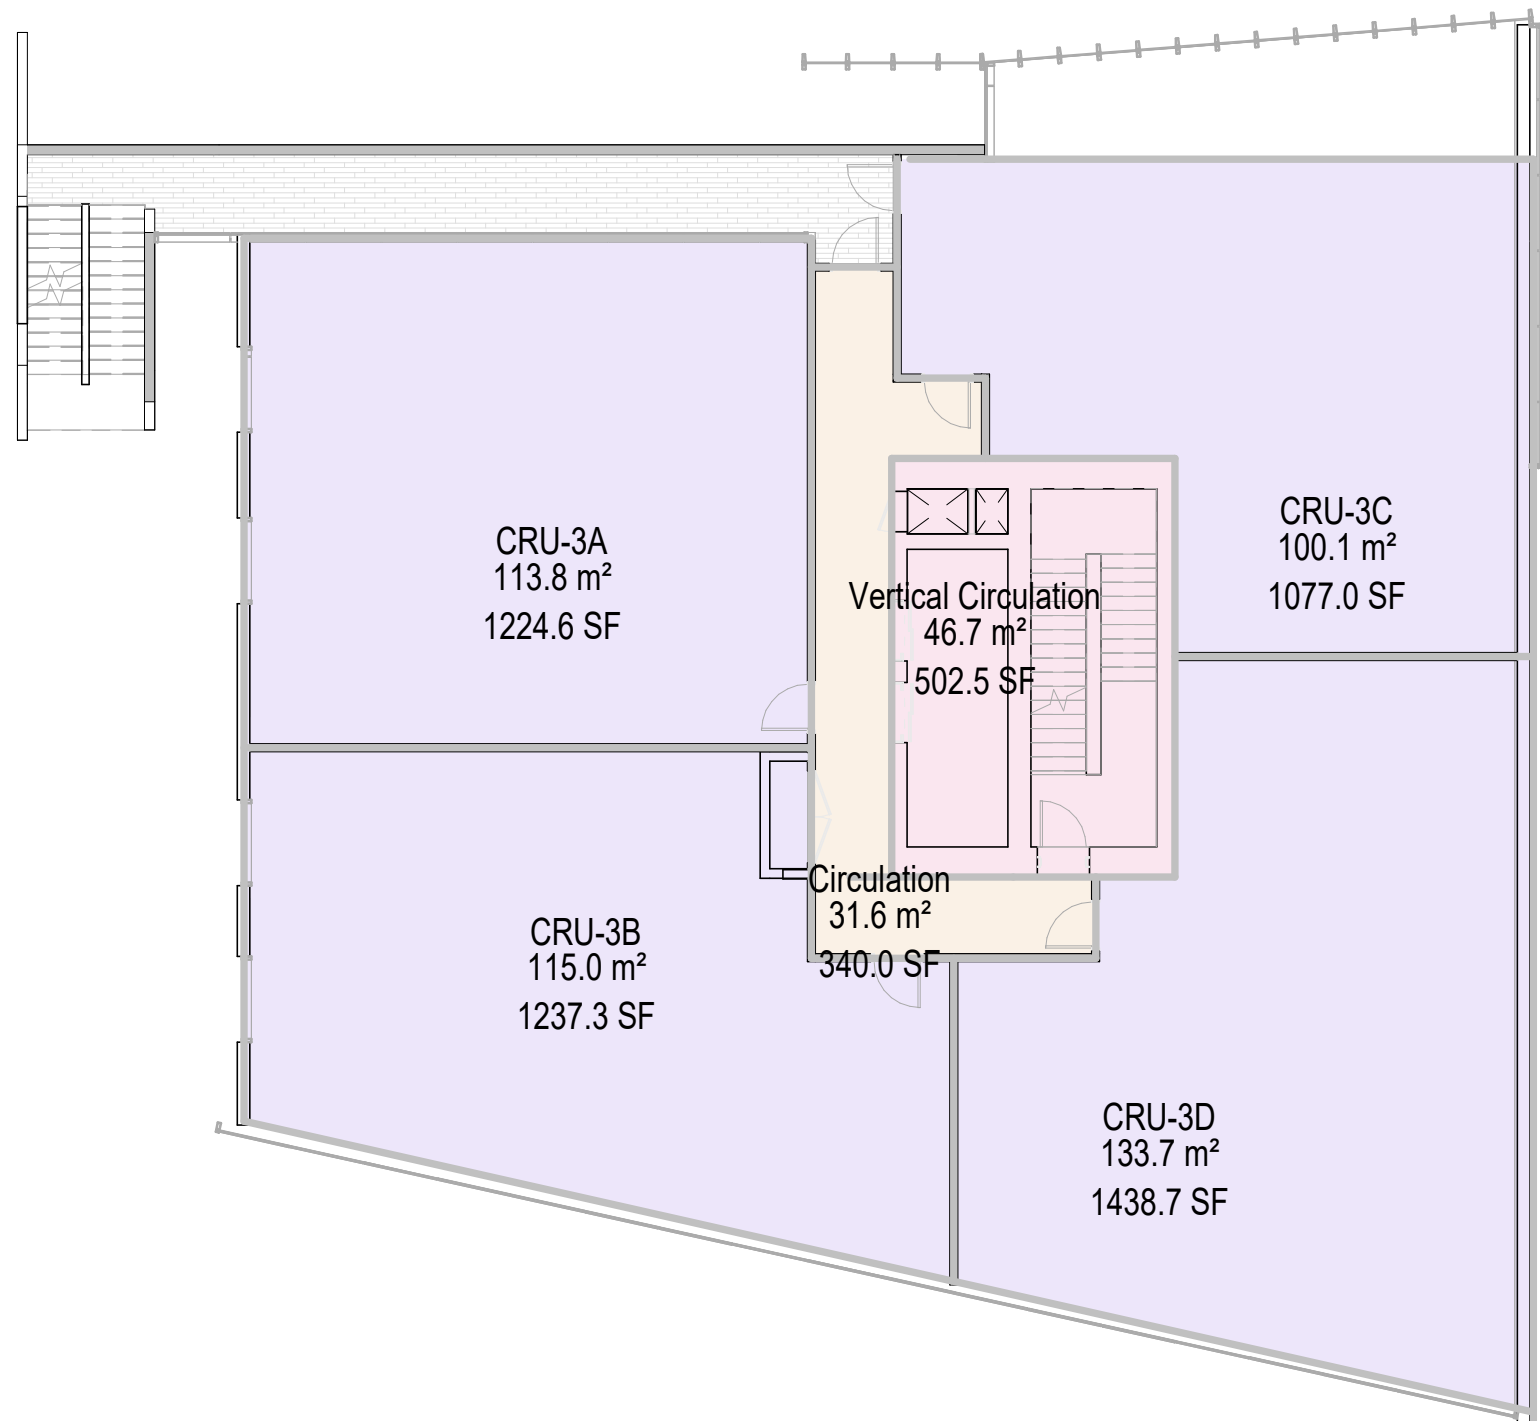 CRU-3A
113.8 m²
1224.6 SF
CRU-3C
100.1 m²
1077.0 SF
Vertical Circulation
46.7 m²
502.5 SF
Circulation
31.6 m²
340.0 SF
CRU-3B
115.0 m²
1237.3 SF
CRU-3D
133.7 m²
1438.7 SF